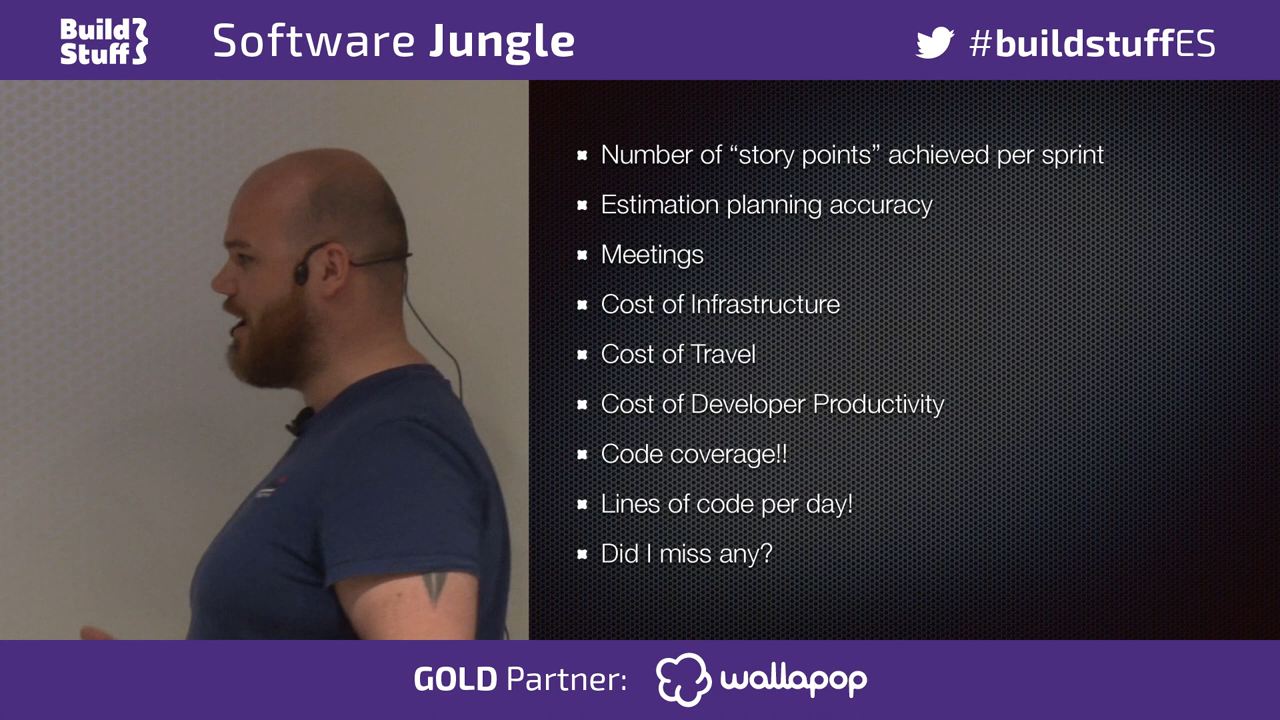 Build
Stuff
Software Jungle
#buildstuffES
Number of “story points” achieved per sprint
Estimation planning accuracy
Meetings
Cost of Infrastructure
Cost of Travel
Cost of Developer Productivity
Code coverage!!
Lines of code per day!
Did I miss any?
GOLD Partner:
wallapop